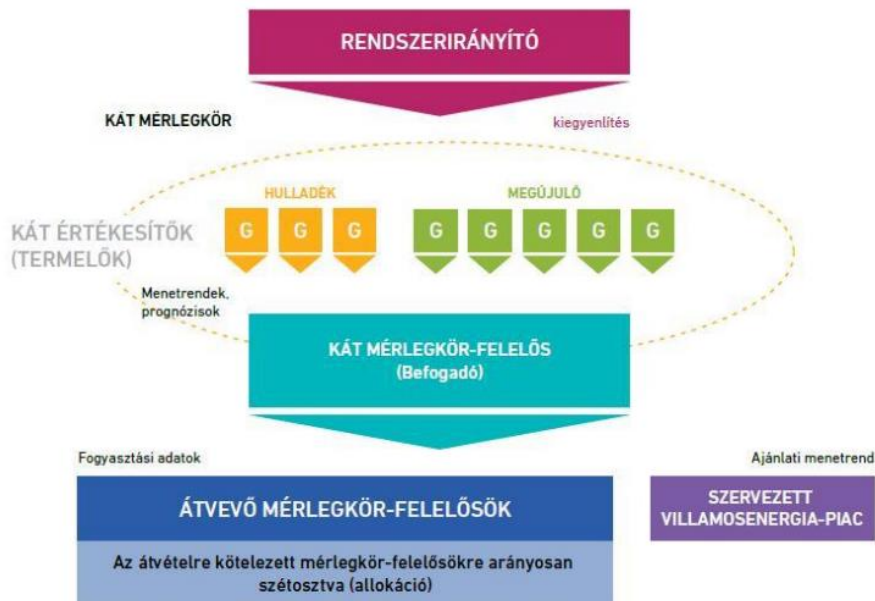 RENDSZERIRÁNYÍTÓ
KÁT MÉRLEGKÖR
kiegyenlítés
HULLADÉK
MEGÚJULÓ
G G G G G G G G
KÁT ÉRTÉKESÍTŐK
(TERMELŐK)
Menetrendek,
prognózisok
KÁT MÉRLEGKÖR-FELELŐS
(Befogadó)
Fogyasztási adatok
Ajánlati menetrend
ÁTVEVŐ MÉRLEGKÖR-FELELŐSÖK
SZERVEZETT
VILLAMOSENERGIA-PIAC
Az átvételre kötelezett mérlegkör-felelősökre arányosan
szétosztva (allokáció)